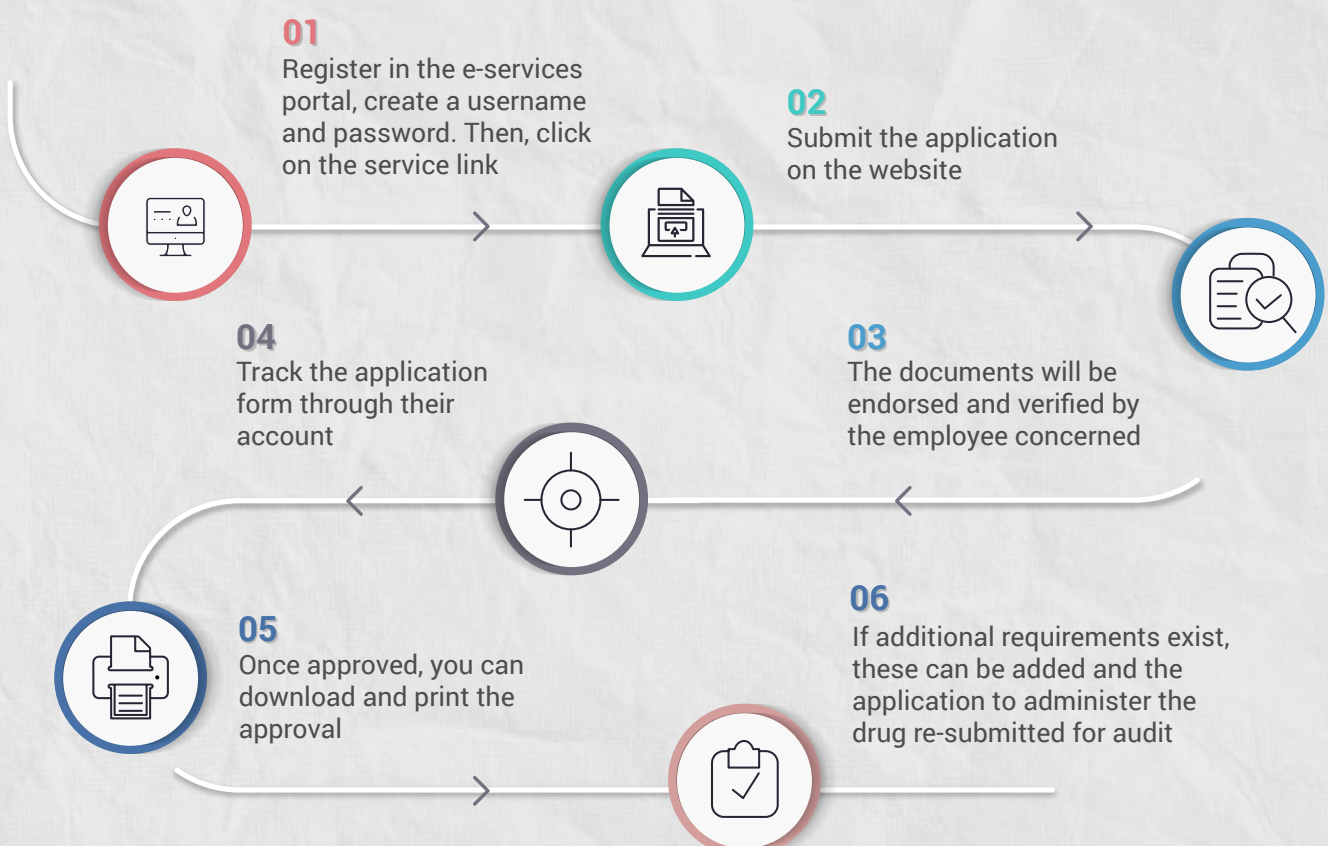 01
Register in the e-services
portal, create a username
and password. Then, click
on the service link
02
Submit the application
on the website
03
The documents will be
endorsed and verified by
the employee concerned
04
Track the application
form through their
account
05
Once approved, you can
download and print the
approval
06
If additional requirements exist,
these can be added and the
application to administer the
drug re-submitted for audit